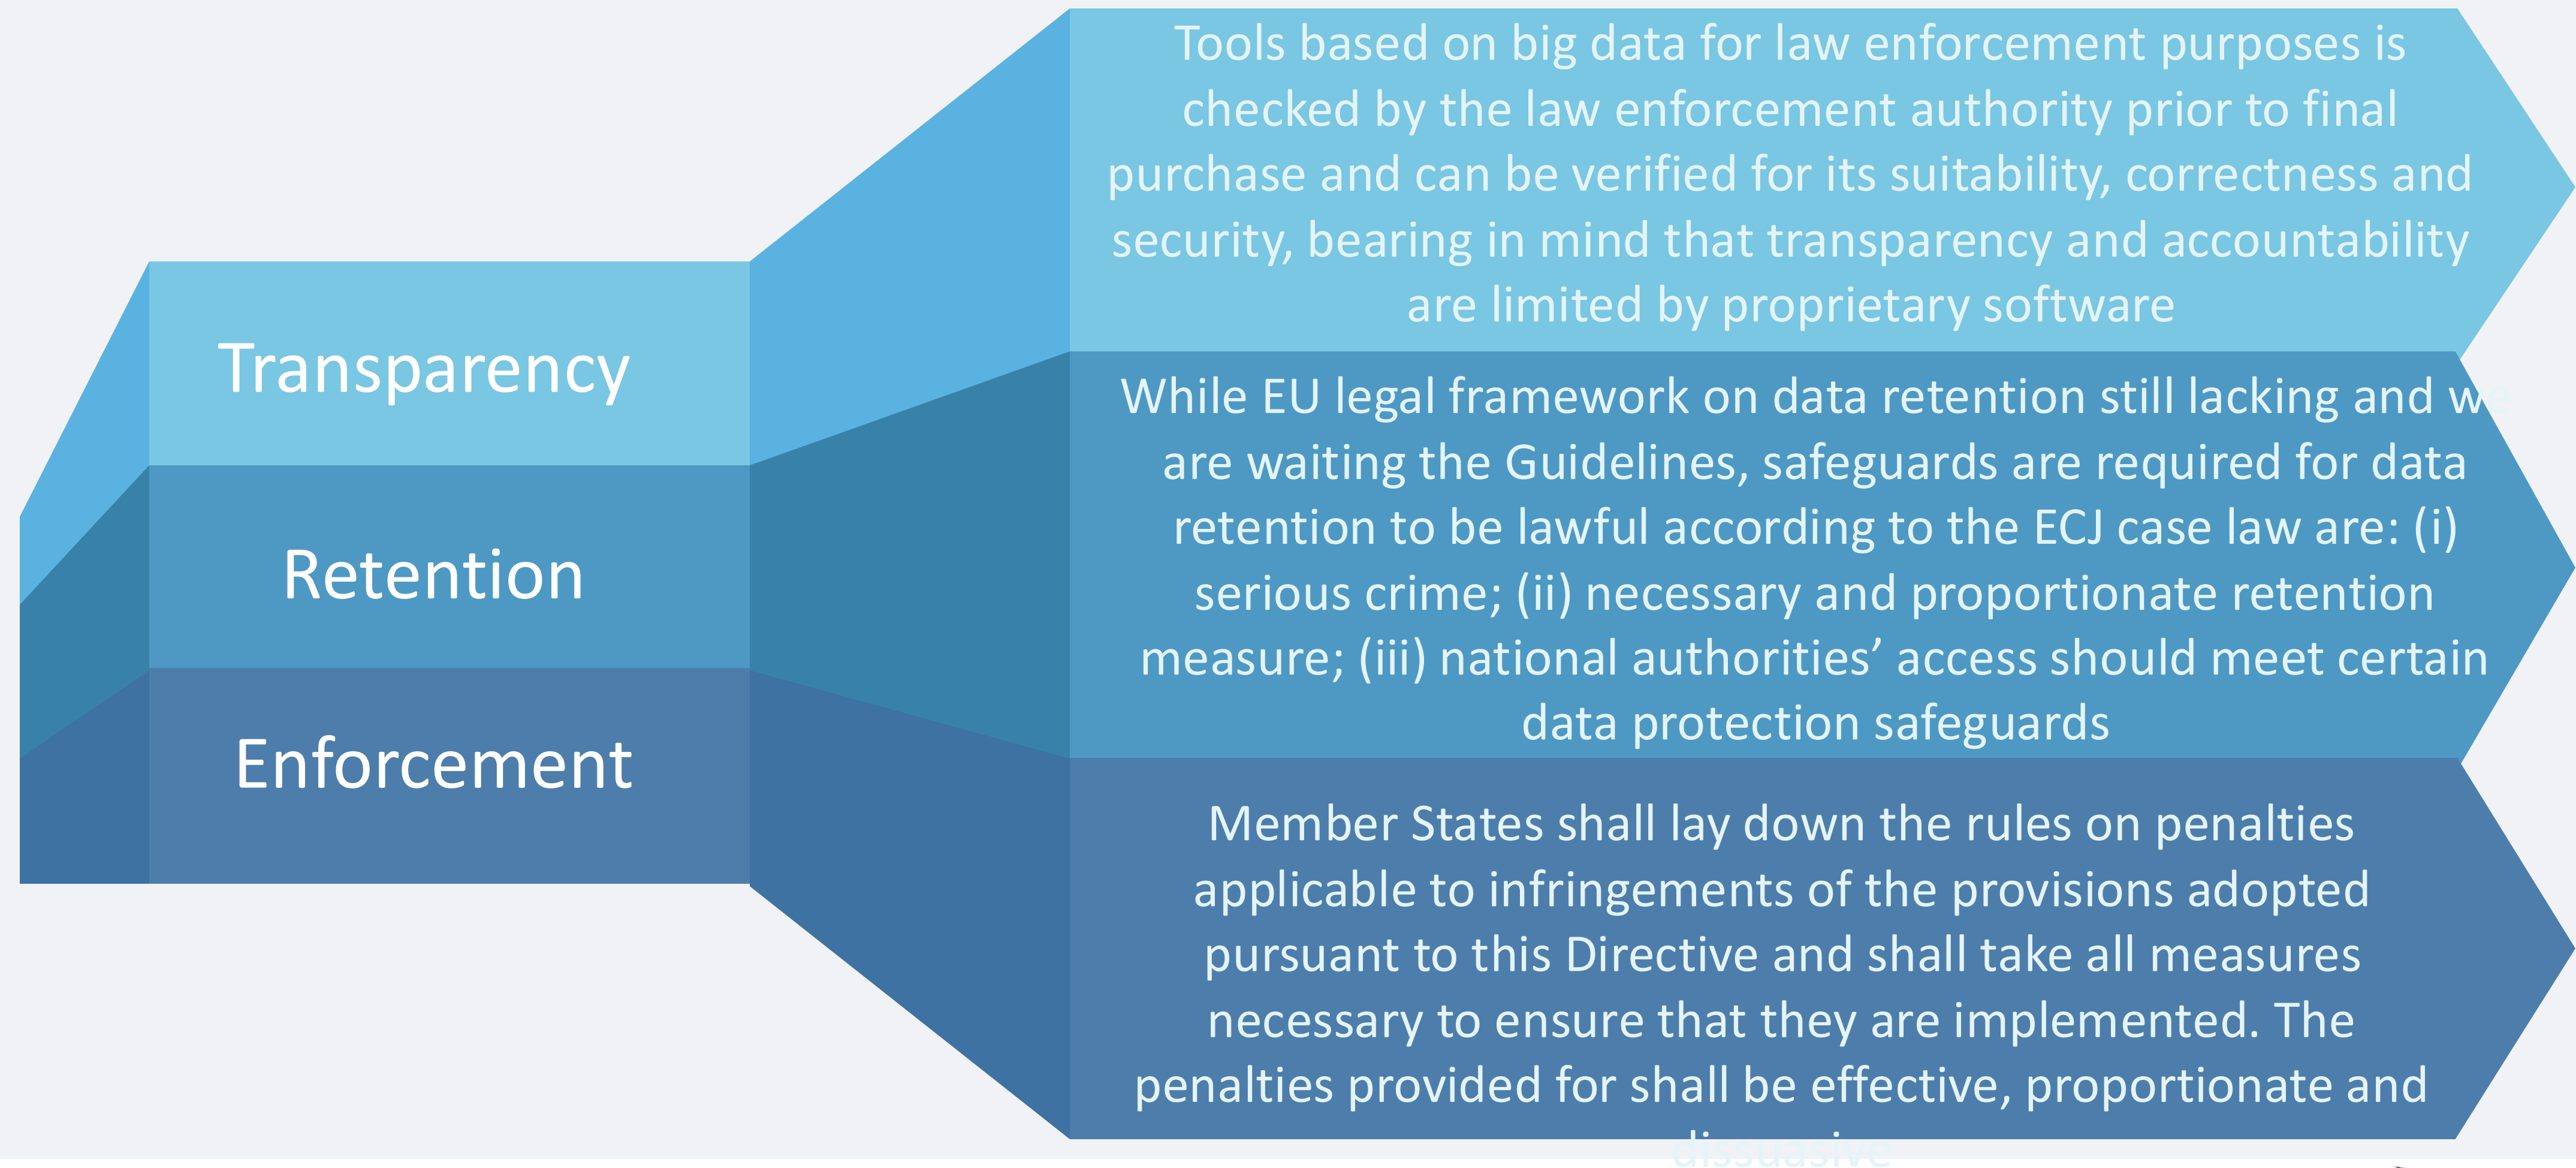 Tools based on big data for law enforcement purposes is
checked by the law enforcement authority prior to final
purchase and can be verified for its suitability, correctness and
security, bearing in mind that transparency and accountability
are limited by proprietary software
Transparency
While EU legal framework on data retention still lacking and we
are waiting the Guidelines, safeguards are required for data
retention to be lawful according to the ECJ case law are: (i)
serious crime; (ii) necessary and proportionate retention
measure; (iii) national authorities’ access should meet certain
data protection safeguards
Retention
Enforcement
Member States shall lay down the rules on penalties
applicable to infringements of the provisions adopted
pursuant to this Directive and shall take all measures
necessary to ensure that they are implemented. The
penalties provided for shall be effective, proportionate and
dissuasive